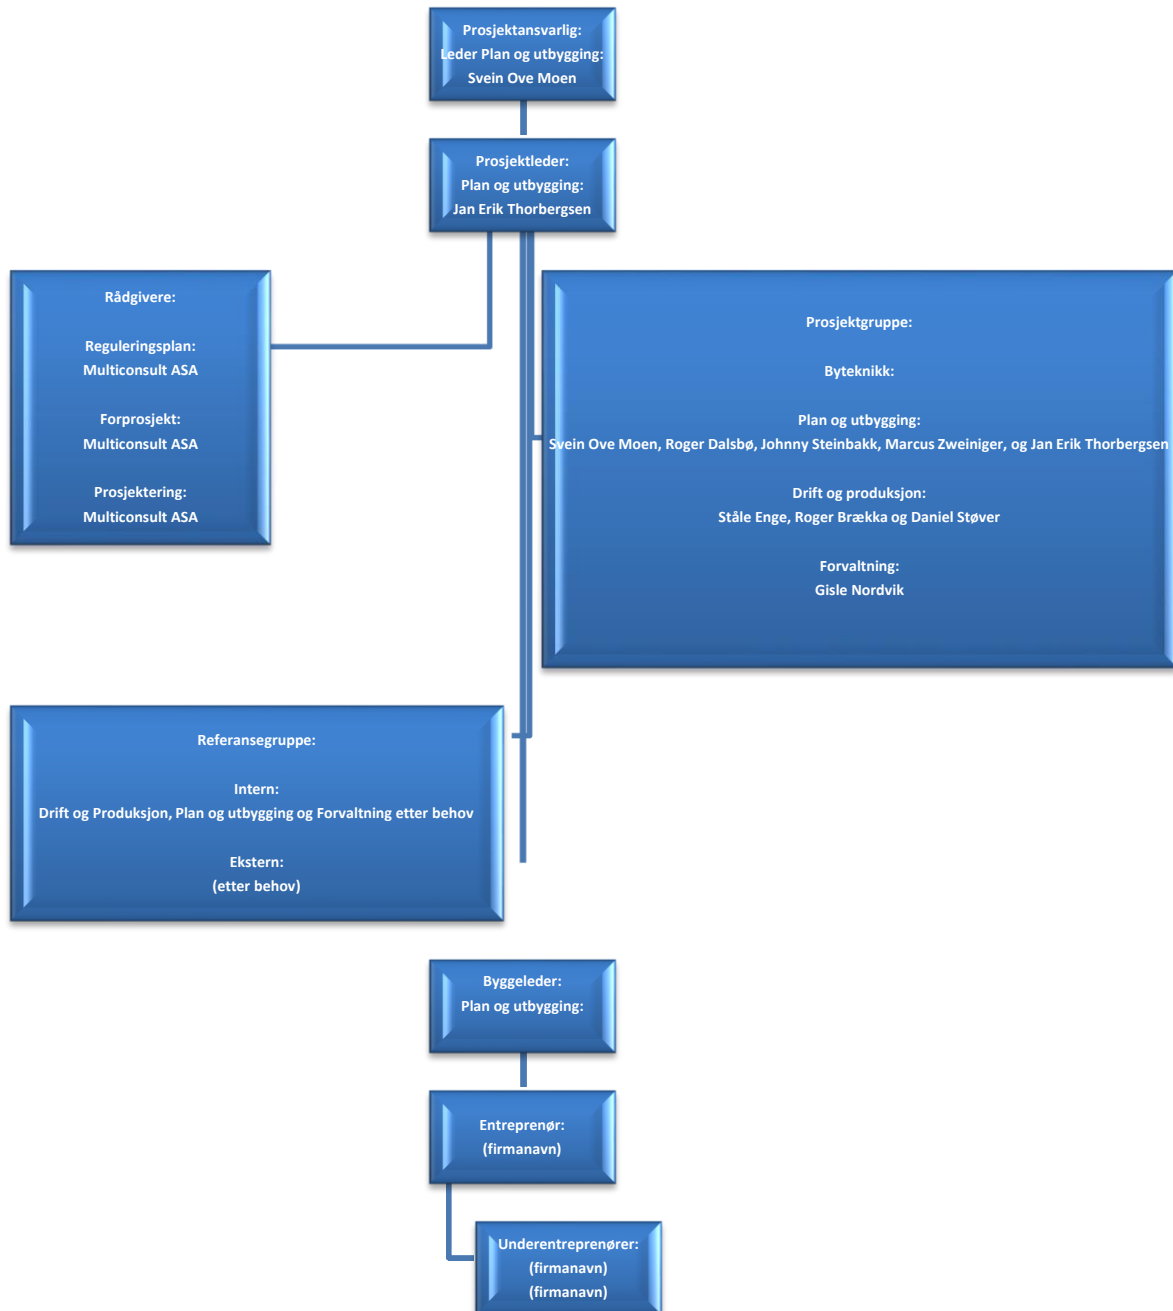 Prosjektansvarlig:
Leder Plan og utbygging:
Svein Ove Moen
Prosjektleder:
Plan og utbygging:
Jan Erik Thorbergsen
Rådgivere:
Reguleringsplan:
Multiconsult ASA
Forprosjekt:
Multiconsult ASA
Prosjektering:
Multiconsult ASA
Prosjektgruppe:
Byteknikk:
Plan og utbygging:
Svein Ove Moen, Roger Dalsbø, Johnny Steinbakk, Marcus Zweiniger, og Jan Erik Thorbergsen
Drift og produksjon:
Ståle Enge, Roger Brækka og Daniel Støver
Forvaltning:
Gisle Nordvik
Referansegruppe:
Intern:
Drift og Produksjon, Plan og utbygging og Forvaltning etter behov
Ekstern:
(etter behov)
Byggeleder:
Plan og utbygging:
Entreprenør:
(firmanavn)
Underentreprenører:
(firmanavn)
(firmanavn)